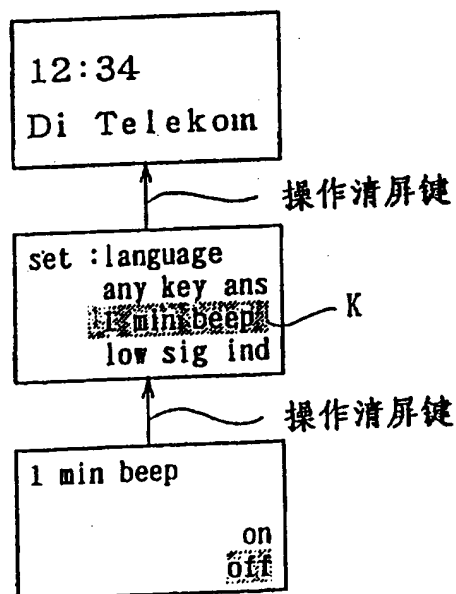 12:34
Di Telekom
操作清屏键
set :language
any key ans
1 min beep
K
low sig ind
操作清屏键
1 min beep
on
off